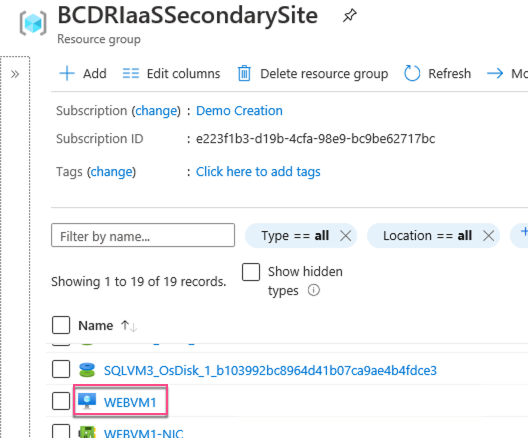 BCDRIaaSSecondarySite
Resource group
» + Add Edit columns Delete resource group Refresh → Mo
Subscription (change) : Demo Creation
Subscription ID : e223f1b3-d19b-4cfa-98e9-bc9be62717bc
Tags (change) : Click here to add tags
Filter by name... Type == all × Location == all × +
Showing 1 to 19 of 19 records. Show hidden
types
Name ↑↓
SQLVM3_OsDisk_1_b103992bc8964d41b07ca9ae4b4fdce3
WEBVM1
WEBVM1-NIC